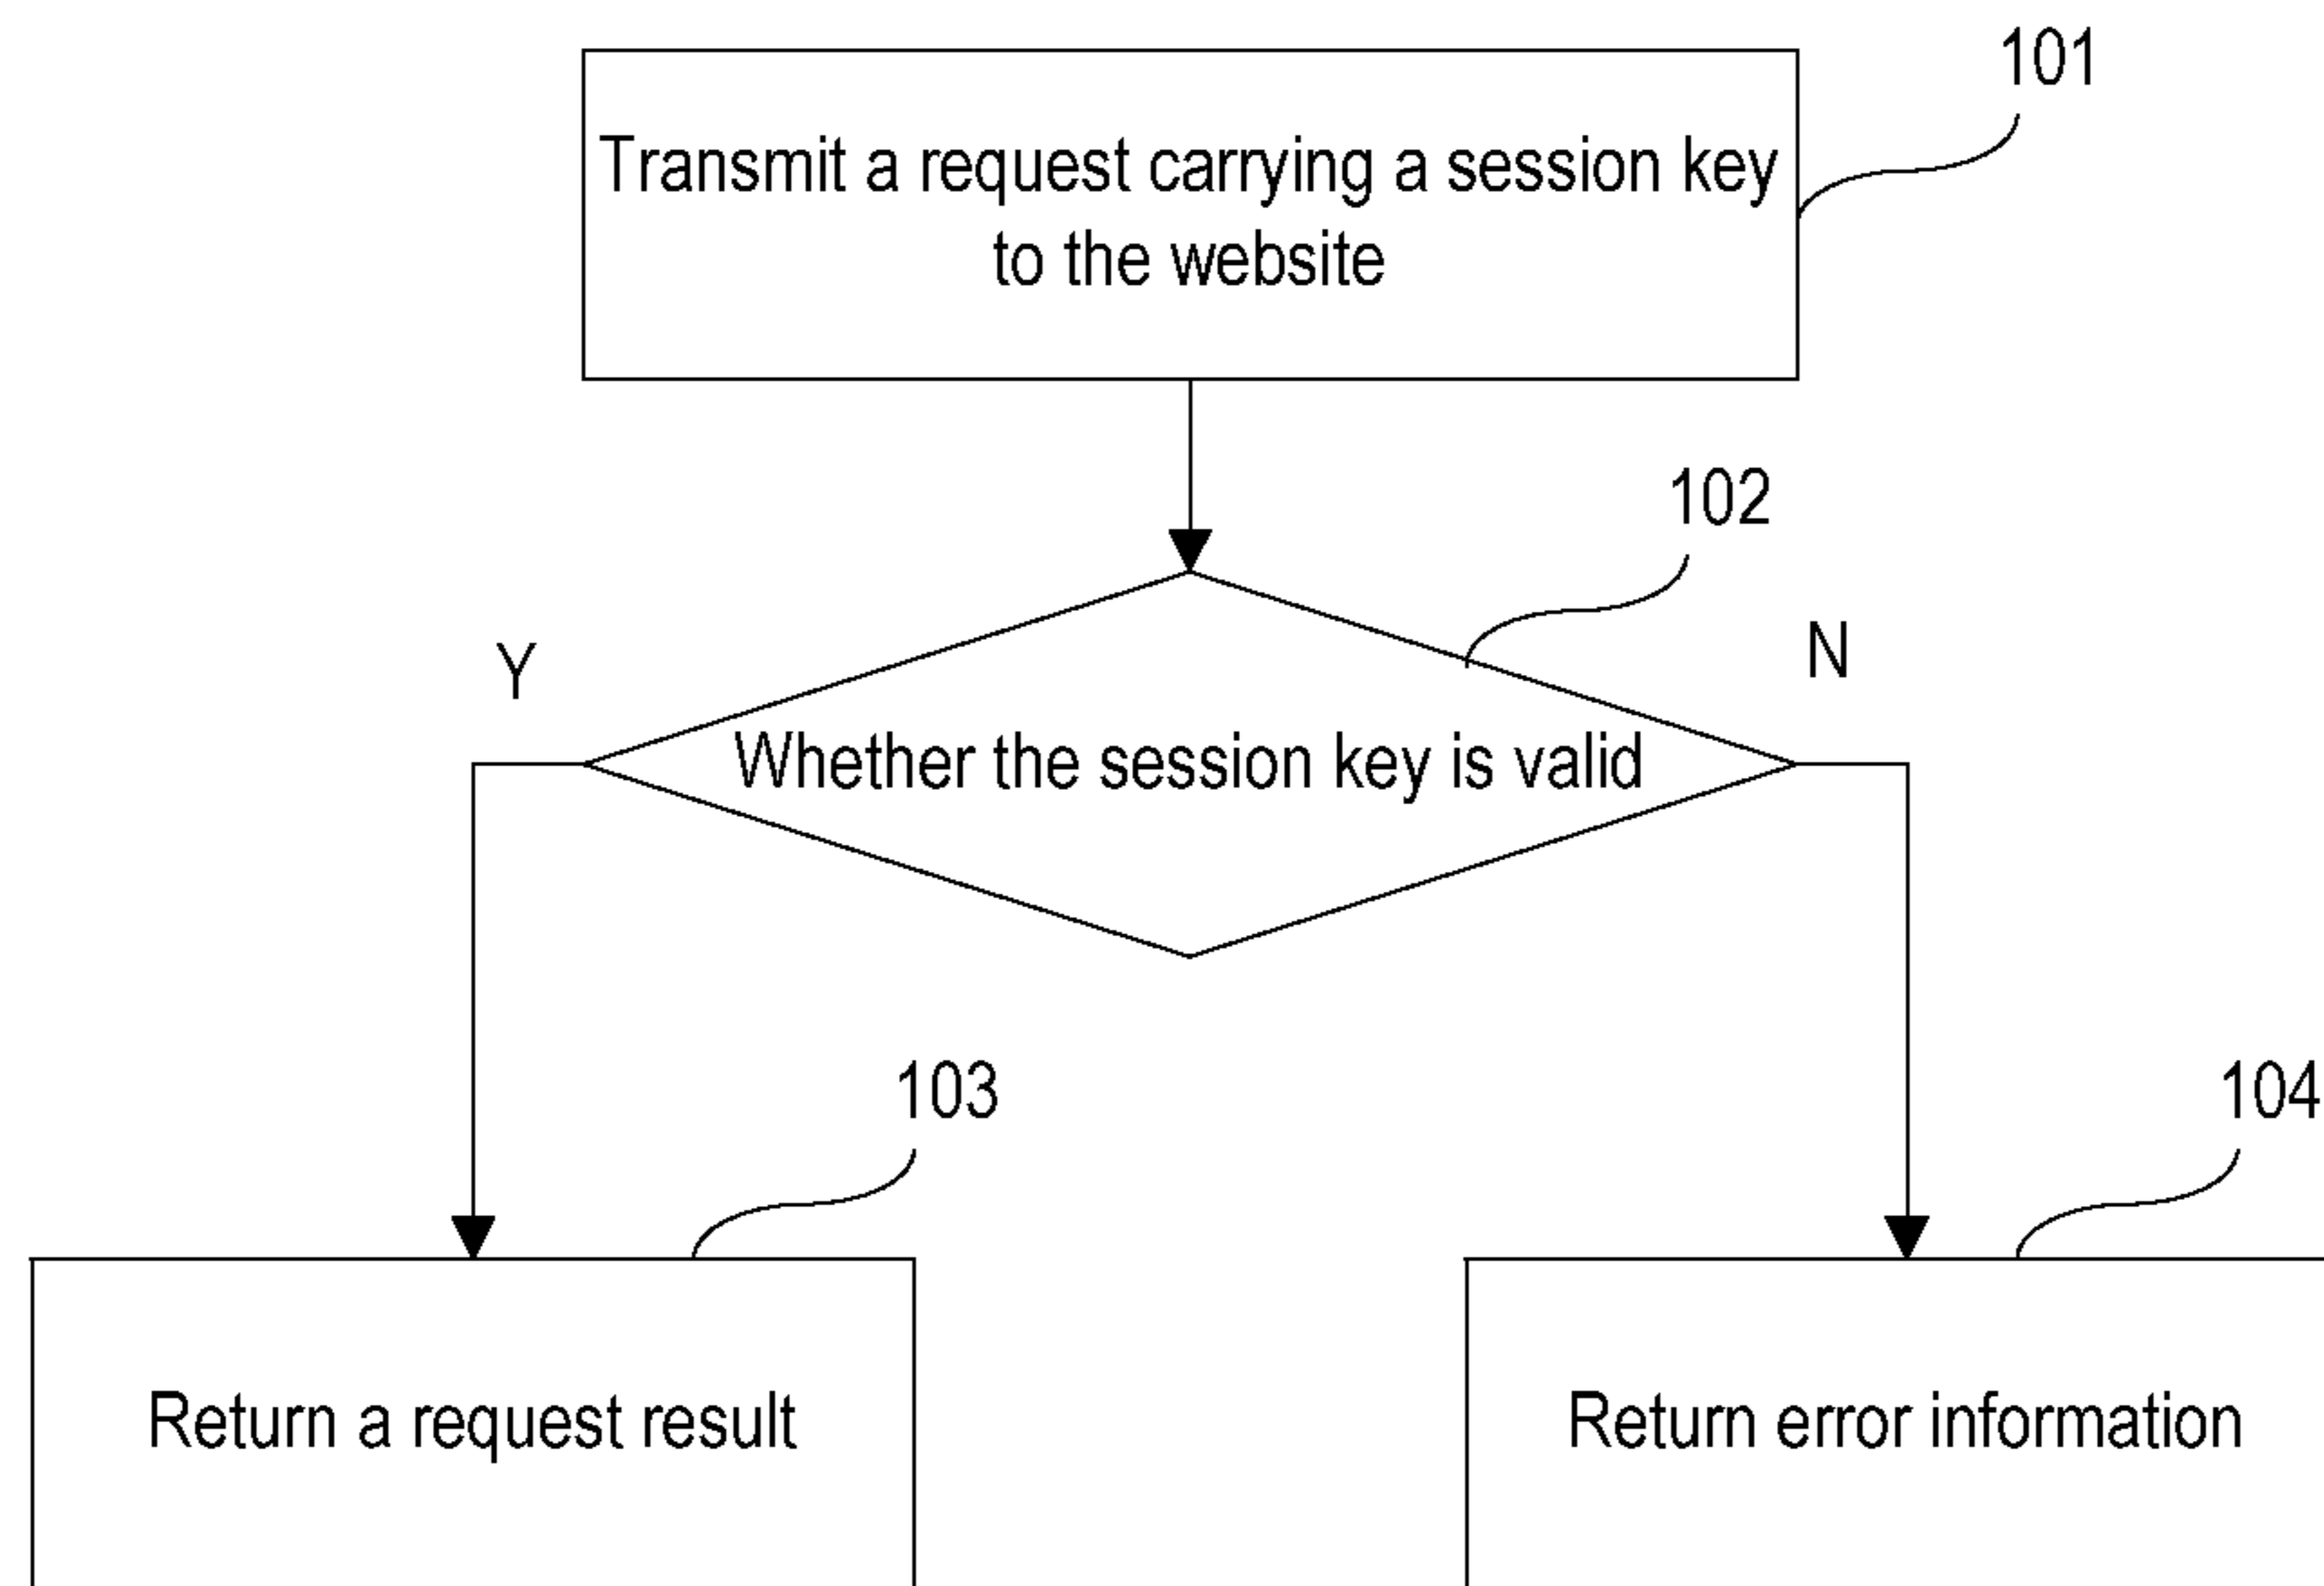 101
Transmit a request carrying a session key
to the website
102
Y
N
Whether the session key is valid
103
104
Return a request result
Return error information